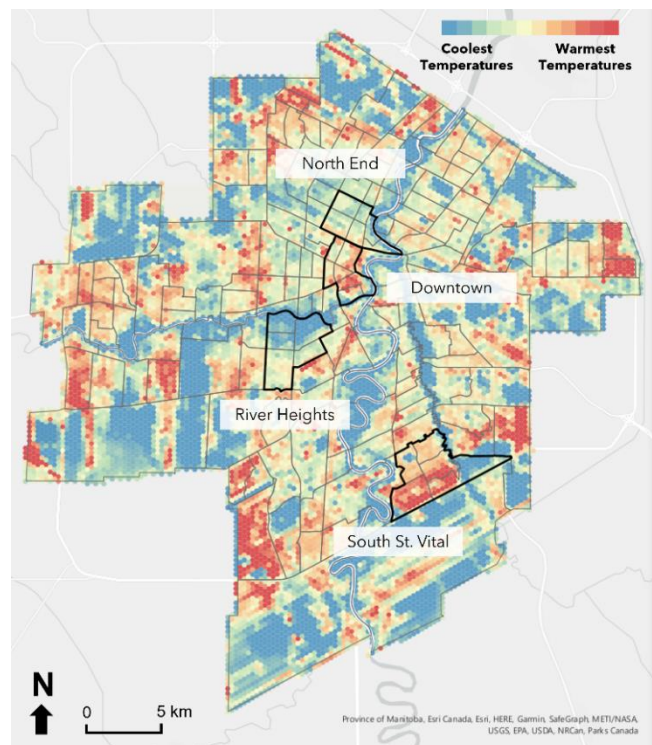 Coolest Temperatures
Warmest Temperatures
North End
Downtown
River Heights
South St. Vital
N
0 5 km
Province of Manitoba, Esri Canada, Esri, HERE, Garmin, SafeGraph, METI/NASA,
USGS, EPA, USDA, NRCan, Parks Canada